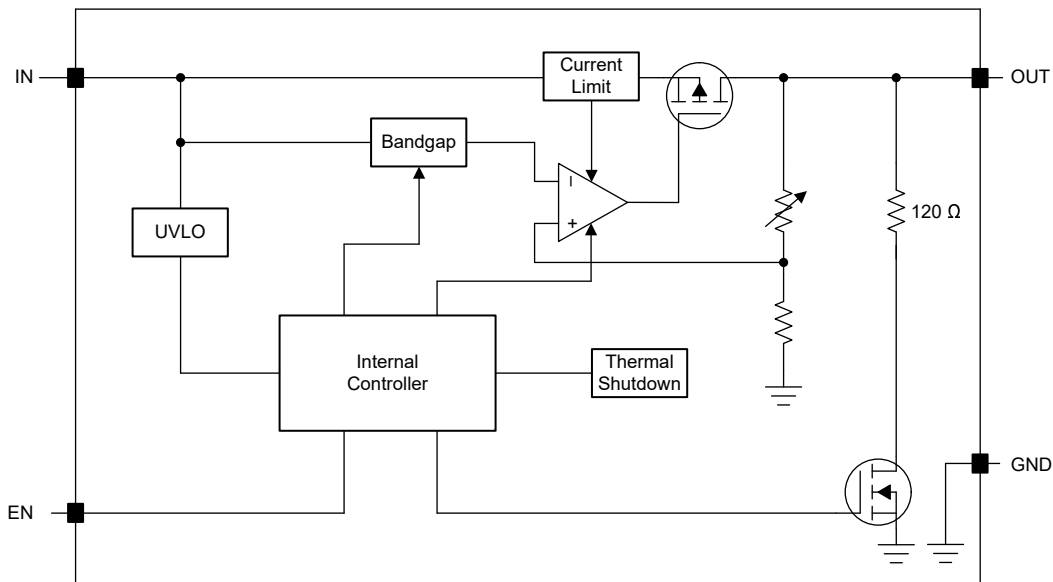 IN
Current
Limit
OUT
Bandgap
–
+
UVLO
120 Ω
Internal
Controller
Thermal
Shutdown
GND
EN